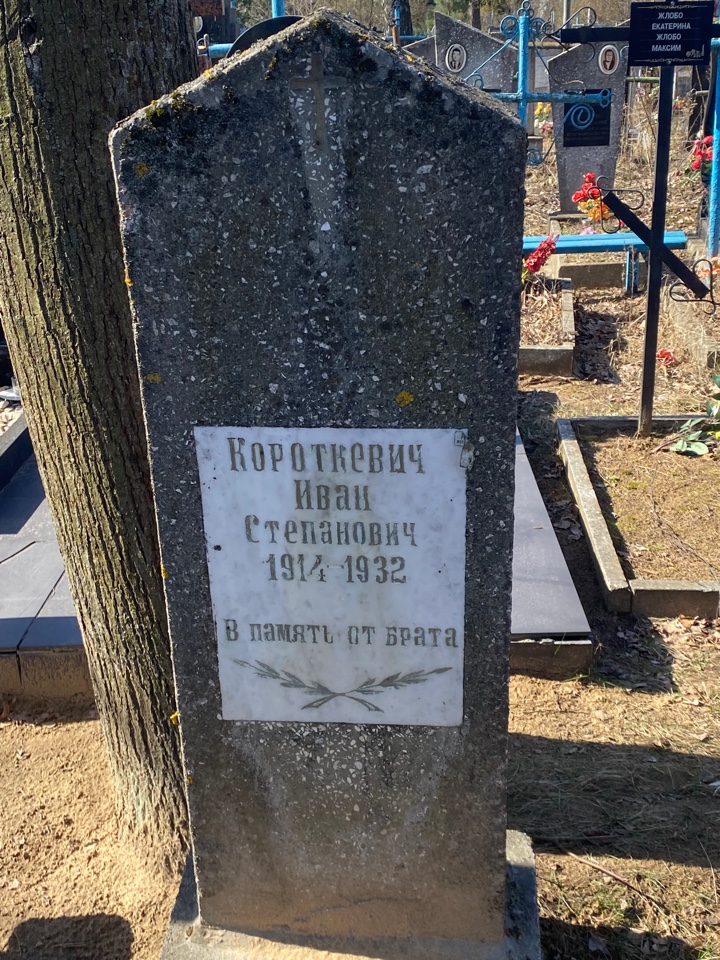 Короткевич
Иван
Степанович
1914-1932
В память от брата
ЖЛОБО
ЕКАТЕРИНА
ЖЛОБО
МАКСИМ